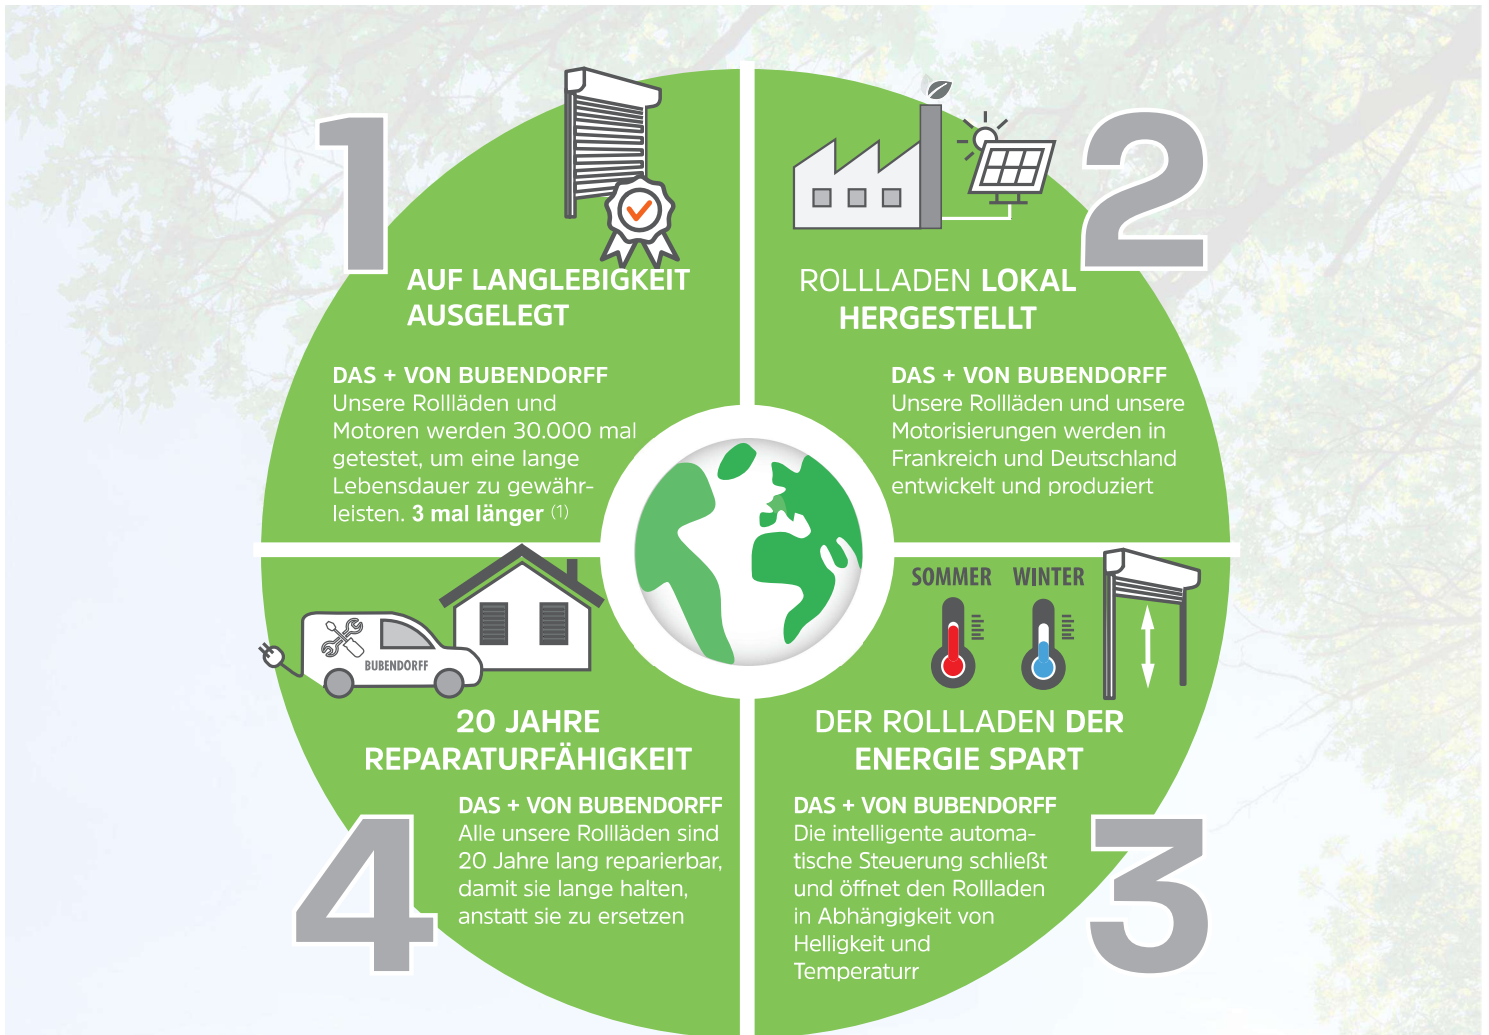 1
AUF LANGLEBIGKEIT
AUSGELEGT
DAS + VON BUBENDORFF
Unsere Rollläden und
Motoren werden 30.000 mal
getestet, um eine lange
Lebensdauer zu gewähr-
leisten. 3 mal länger (1)
2
ROLLLADEN LOKAL
HERGESTELLT
DAS + VON BUBENDORFF
Unsere Rollläden und unsere
Motorisierungen werden in
Frankreich und Deutschland
entwickelt und produziert
SOMMER WINTER
DER ROLLLADEN DER
ENERGIE SPART
DAS + VON BUBENDORFF
Die intelligente automa-
tische Steuerung schließt
und öffnet den Rollladen
in Abhängigkeit von
Helligkeit und
Temperaturr
3
BUBENDORFF
20 JAHRE
REPARATURFÄHIGKEIT
DAS + VON BUBENDORFF
Alle unsere Rollläden sind
20 Jahre lang reparierbar,
damit sie lange halten,
anstatt sie zu ersetzen
4